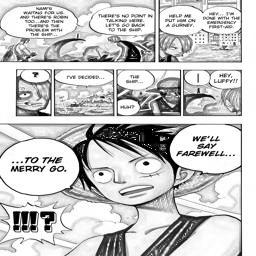 HEY... I'M
DONE WITH THE
EMERGENCY
TREATMENT.
HELP ME
PUT HIM ON
A GURNEY.
THERE'S NO POINT
IN TALKING
HERE.
LET'S GO BACK
TO THE SHIP.
NAMI'S
WAITING FOR US.
AND THERE'S ROBIN
TOO...AND THEN
THERE'S THE
PROBLEM WITH
THE SHIP...
HEY,
LUFFY!!
THE
SHIP...
HUH?
I'VE DECIDED...
?
WE'LL
SAY
FAREWELL...
...TO THE
MERRY GO.
!!!?